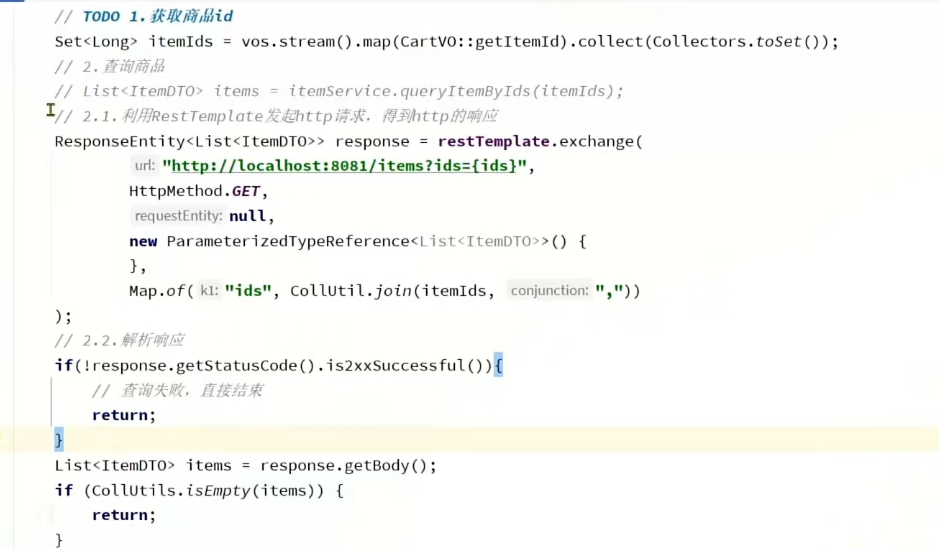 // TODO 1.获取商品id
Set<Long> itemIds = vos.stream().map(CartVO::getItemId).collect(Collectors.toSet());
// 2.查询商品
// List<ItemDTO> items = itemService.queryItemByIds(itemIds);
// 2.1.利用RestTemplate发起http请求，得到http的响应
ResponseEntity<List<ItemDTO>> response = restTemplate.exchange(
url: "http://localhost:8081/items?ids={ids}",
HttpMethod.GET,
requestEntity: null,
new ParameterizedTypeReference<List<ItemDTO>>() {
},
Map.of( k1: "ids", CollUtil.join(itemIds, conjunction: ","))
);
// 2.2.解析响应
if(!response.getStatusCode().is2xxSuccessful()){
// 查询失败，直接结束
return;
}
List<ItemDTO> items = response.getBody();
if (CollUtils.isEmpty(items)) {
return;
}